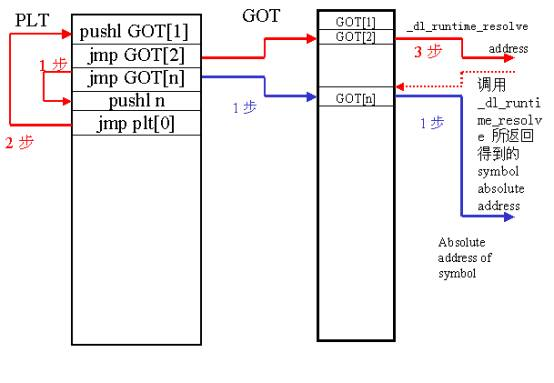 PLT
GOT
pushl GOT[1]
jmp GOT[2]
jmp GOT[n]
pushl n
jmp plt[0]
1步
2 步
1步
GOT[1]
GOT[2]
GOT[n]
_dl_runtime_resolve
3 步
address
1步
调用
_dl_runti
me_resolv
e 所返回
得到的
symbol
absolute
address
Absolute
address of
symbol